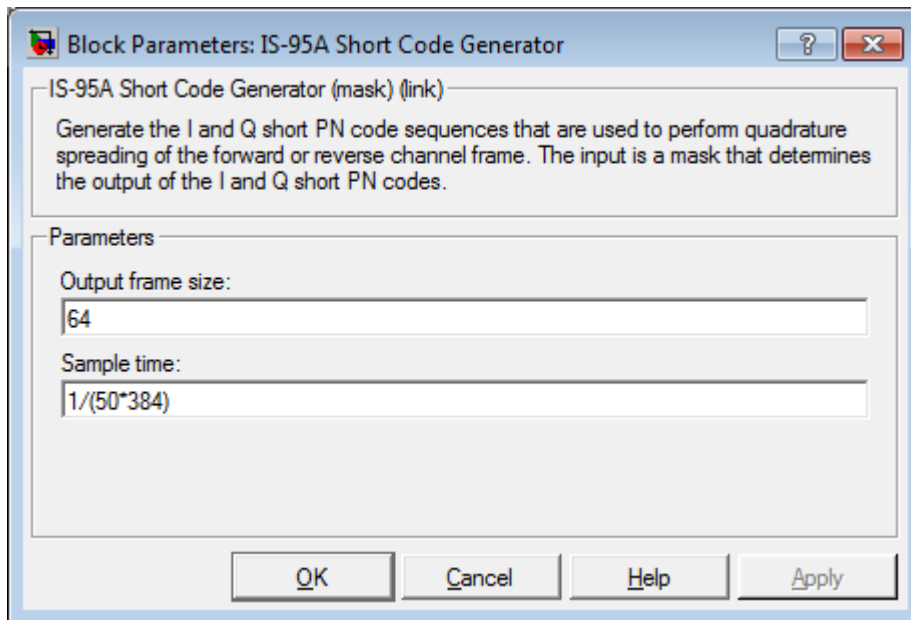 Block Parameters: IS-95A Short Code Generator
?
IS-95A Short Code Generator (mask) (link)
Generate the I and Q short PN code sequences that are used to perform quadrature
spreading of the forward or reverse channel frame. The input is a mask that determines
the output of the I and Q short PN codes.
Parameters
Output frame size:
64
Sample time:
1/(50*384)
OK Cancel Help Apply